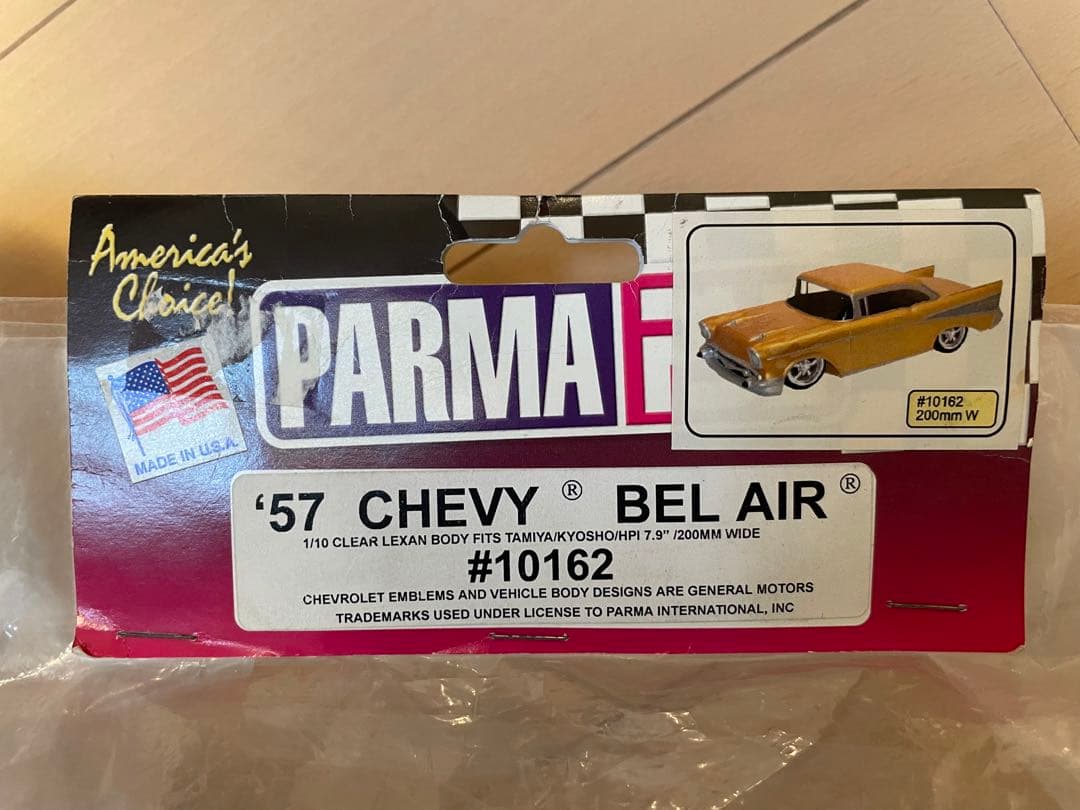 America's
Choice!
PARMA
MADE IN U.S.A.
#10162
200mm W
'57 CHEVY ® BEL AIR ®
1/10 CLEAR LEXAN BODY FITS TAMIYA/KYOSHO/HPI 7.9" /200MM WIDE
#10162
CHEVROLET EMBLEMS AND VEHICLE BODY DESIGNS ARE GENERAL MOTORS
TRADEMARKS USED UNDER LICENSE TO PARMA INTERNATIONAL, INC